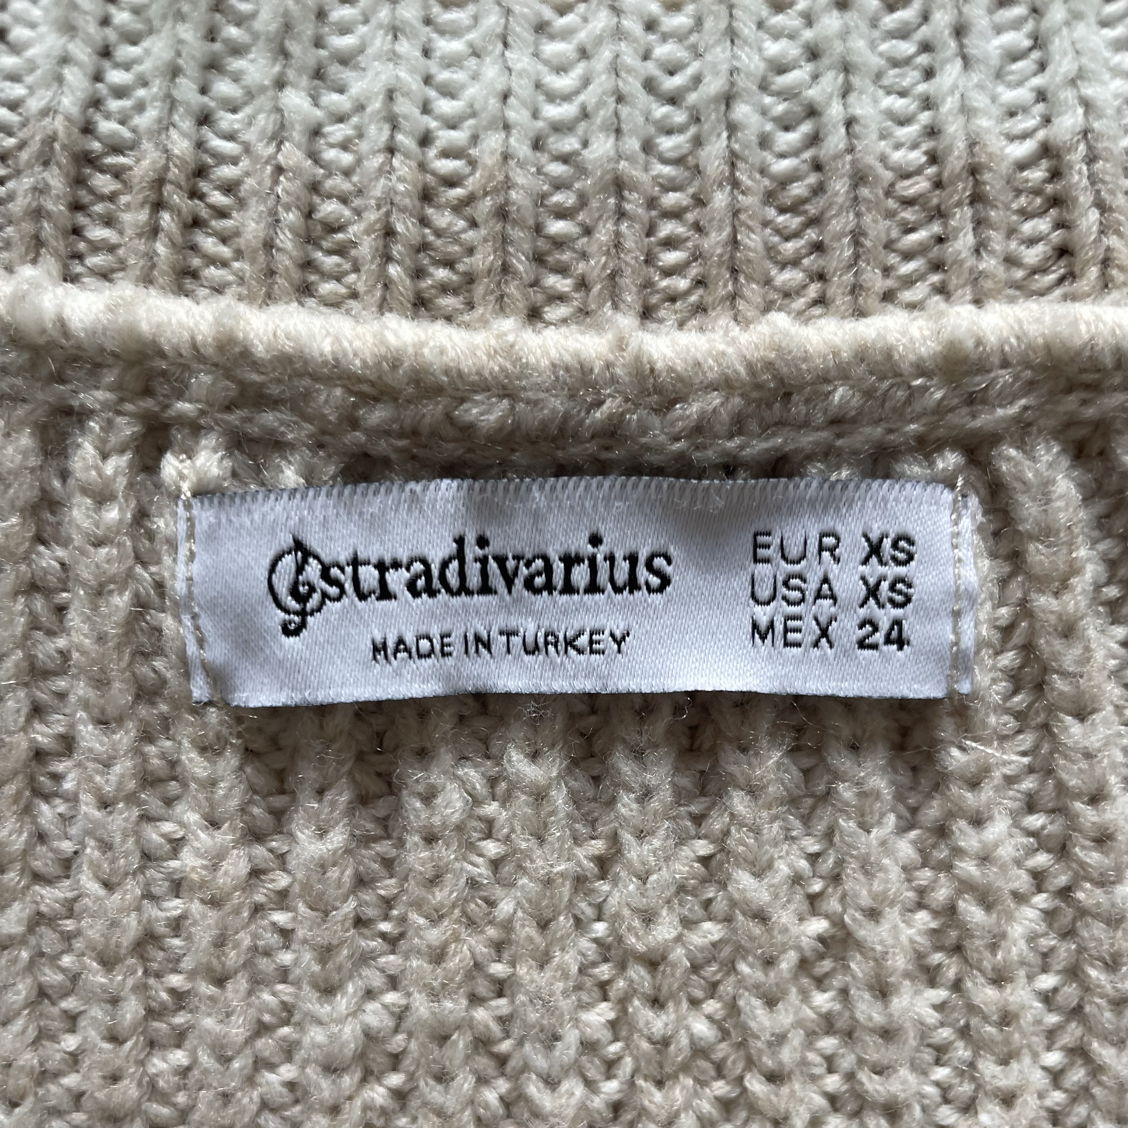 stradivarius
MADE IN TURKEY
EUR XS
USA XS
MEX 24